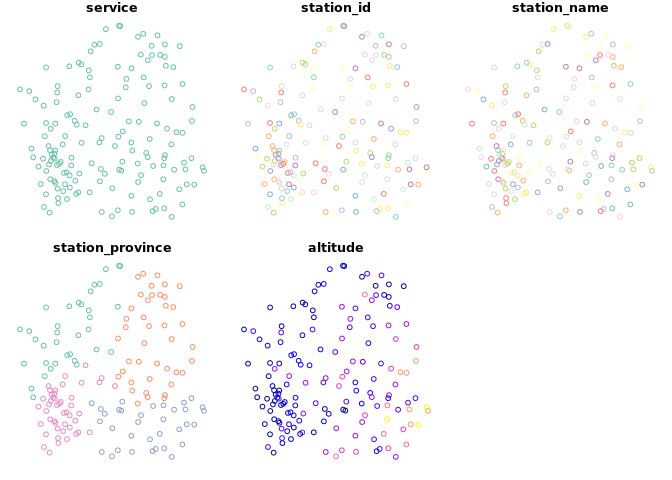 service
station_id
station_name
station_province
altitude